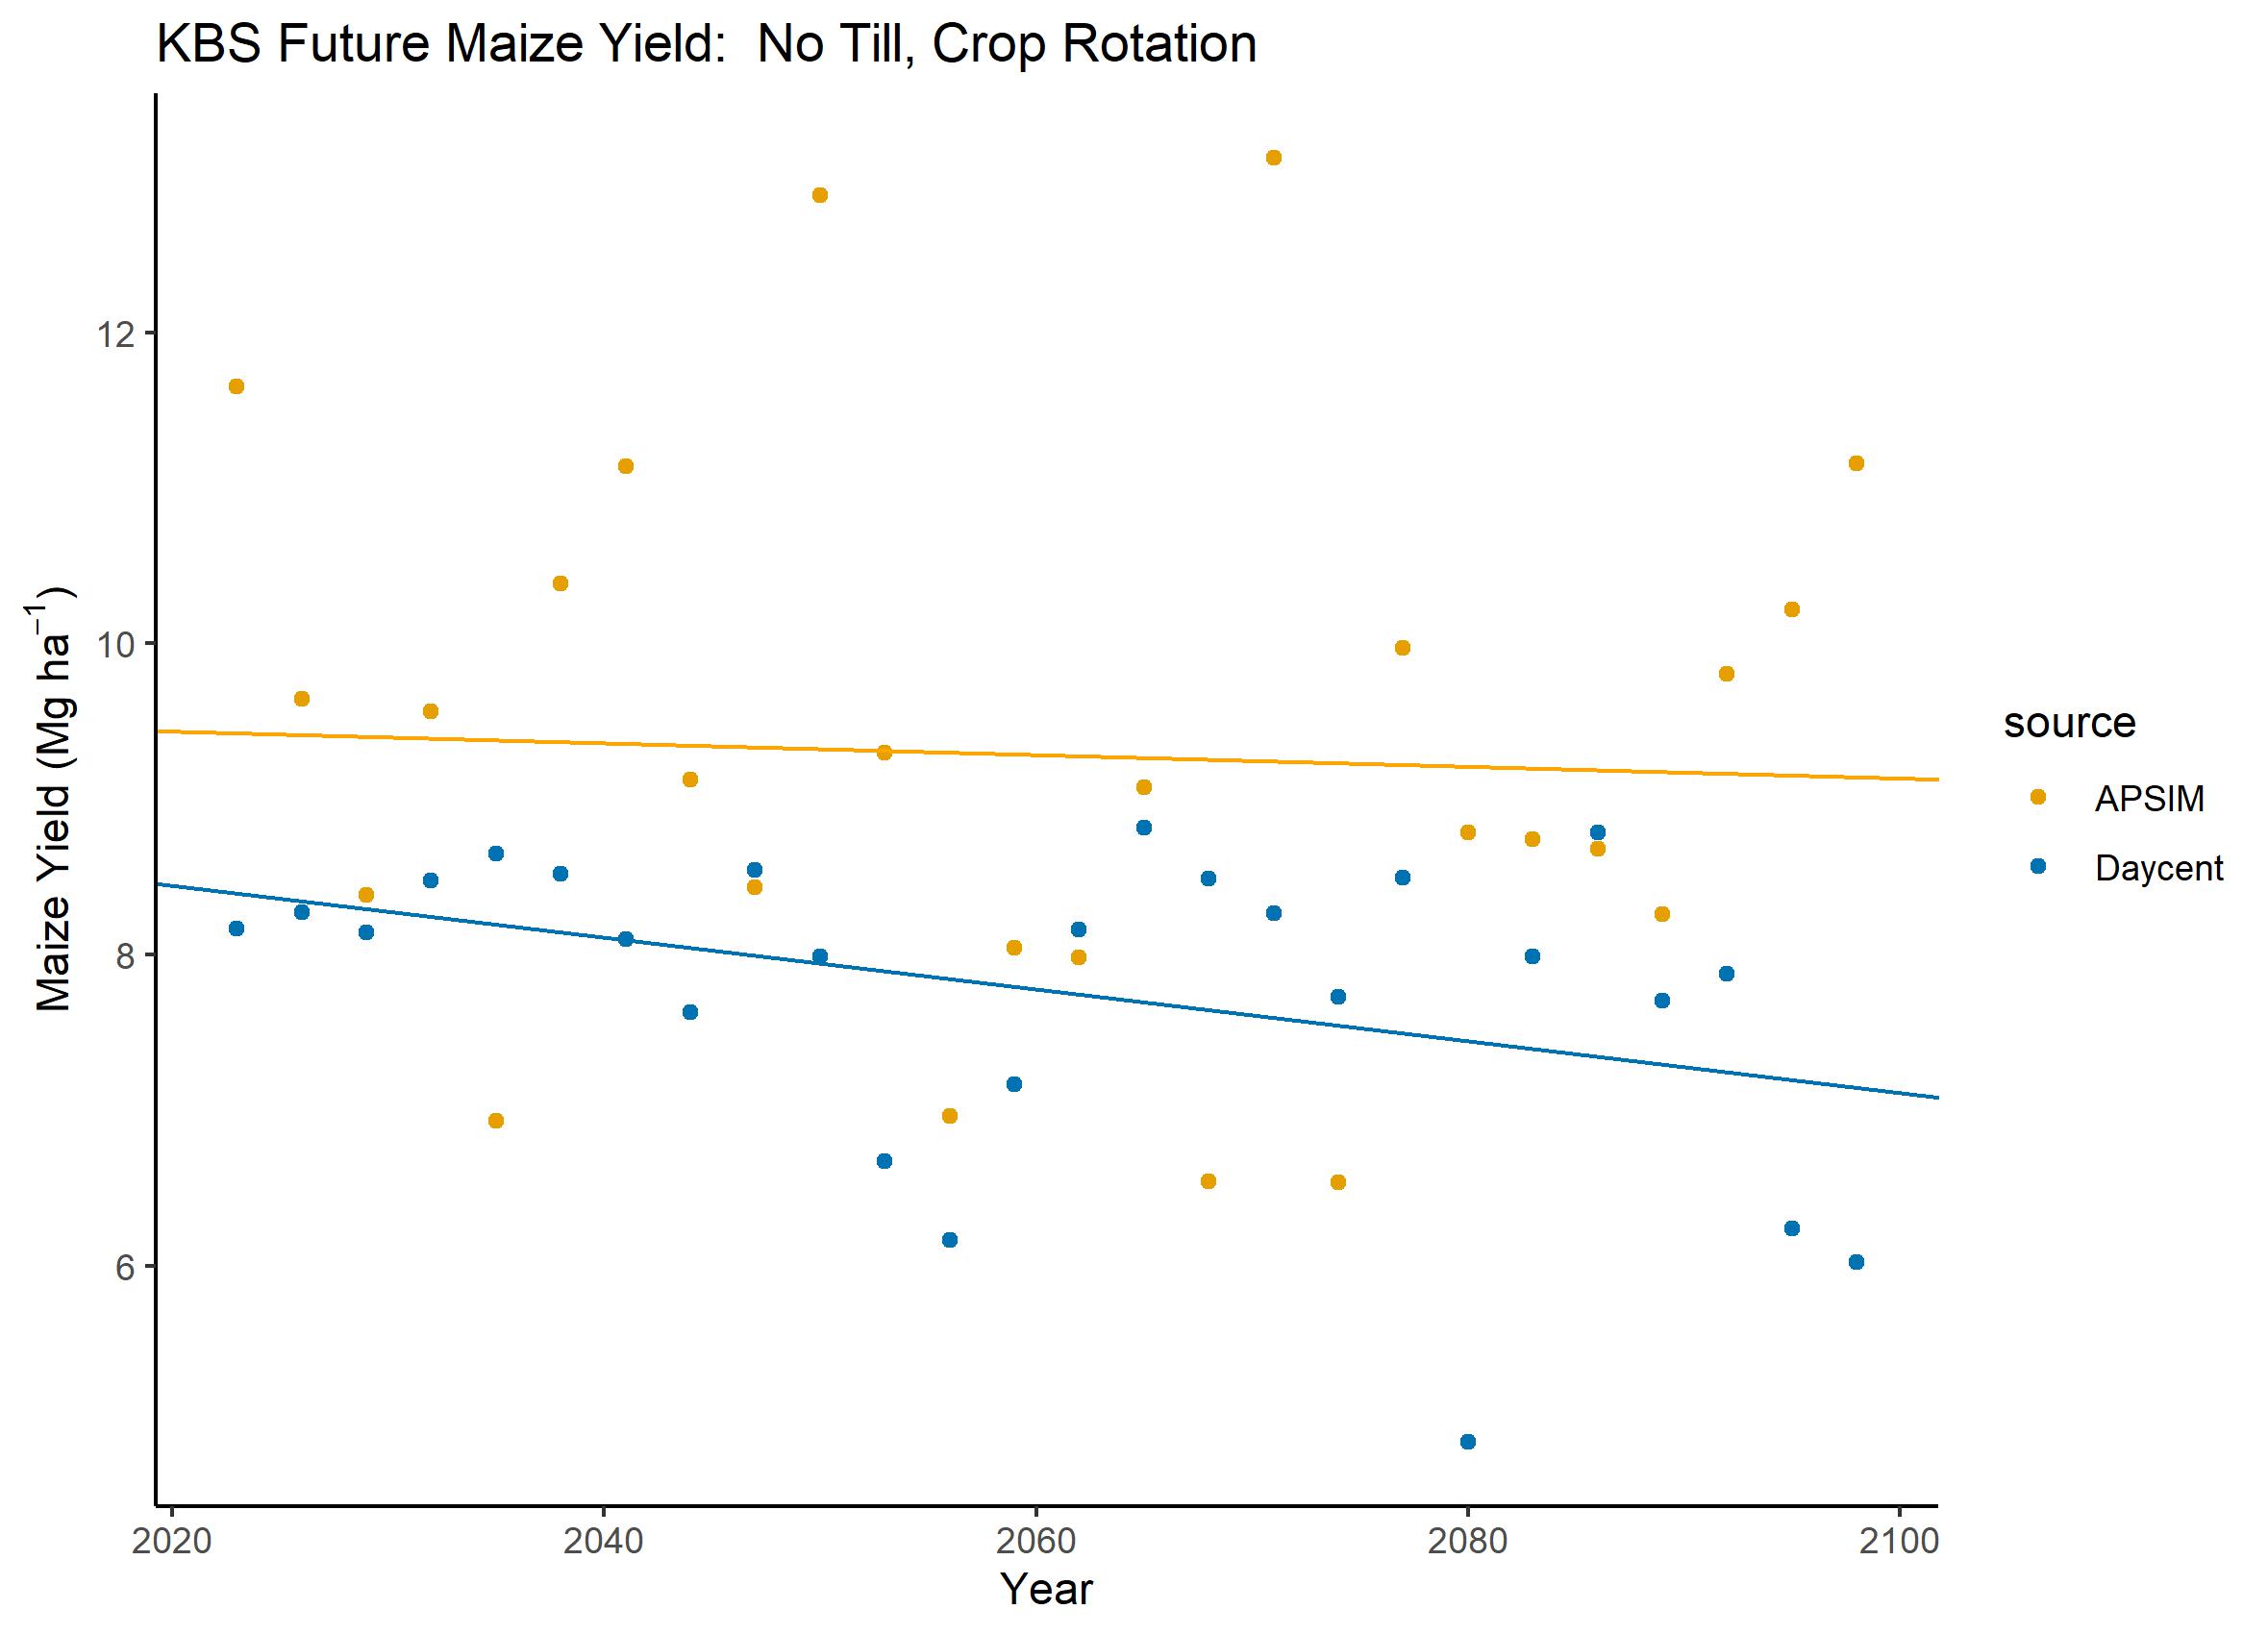 KBS Future Maize Yield:  No Till, Crop Rotation
Maize Yield (Mg ha⁻¹)
12
10
8
6
2020 2040 2060 2080 2100
Year
source
APSIM
Daycent